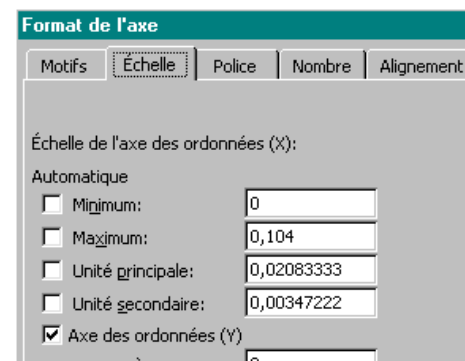 Format de l'axe
Motifs Échelle Police Nombre Alignement
Échelle de l'axe des ordonnées (X):
Automatique
Minimum: 0
Maximum: 0,104
Unité principale: 0,02083333
Unité secondaire: 0,00347222
Axe des ordonnées (Y)